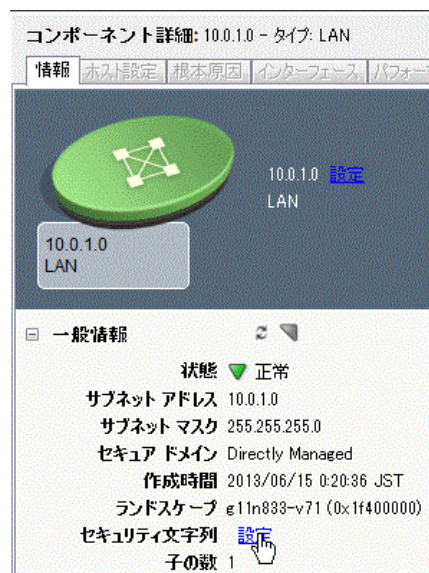 コンポーネント詳細: 10.0.1.0 - タイプ: LAN
情報 ホスト設定 根本原因 インターフェース パフォー
10.0.1.0 設定
LAN
10.0.1.0
LAN
一般情報
状態 正常
サブネット アドレス 10.0.1.0
サブネット マスク 255.255.255.0
セキュア ドメイン Directly Managed
作成時間 2013/06/15 0:20:36 JST
ランドスケープ g11n833-v71 (0x1f400000)
セキュリティ文字列 設定
子の数 1